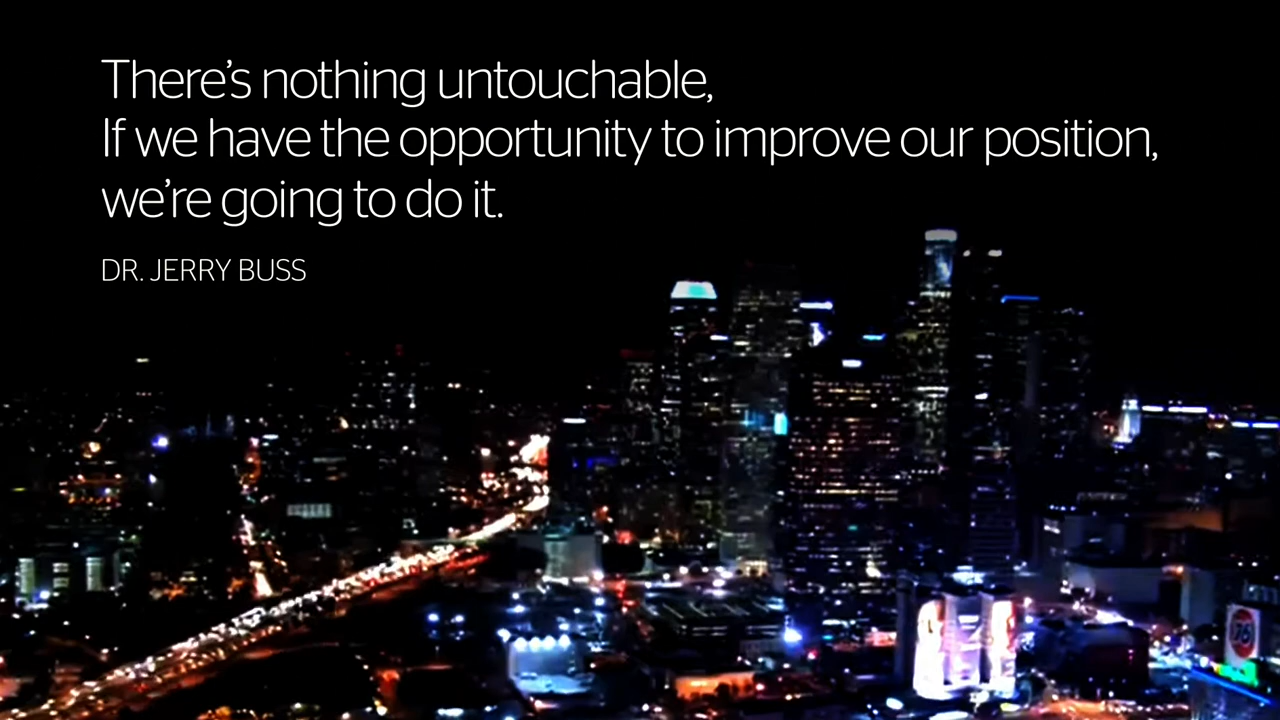 There’s nothing untouchable,
If we have the opportunity to improve our position,
we’re going to do it.
DR. JERRY BUSS
76